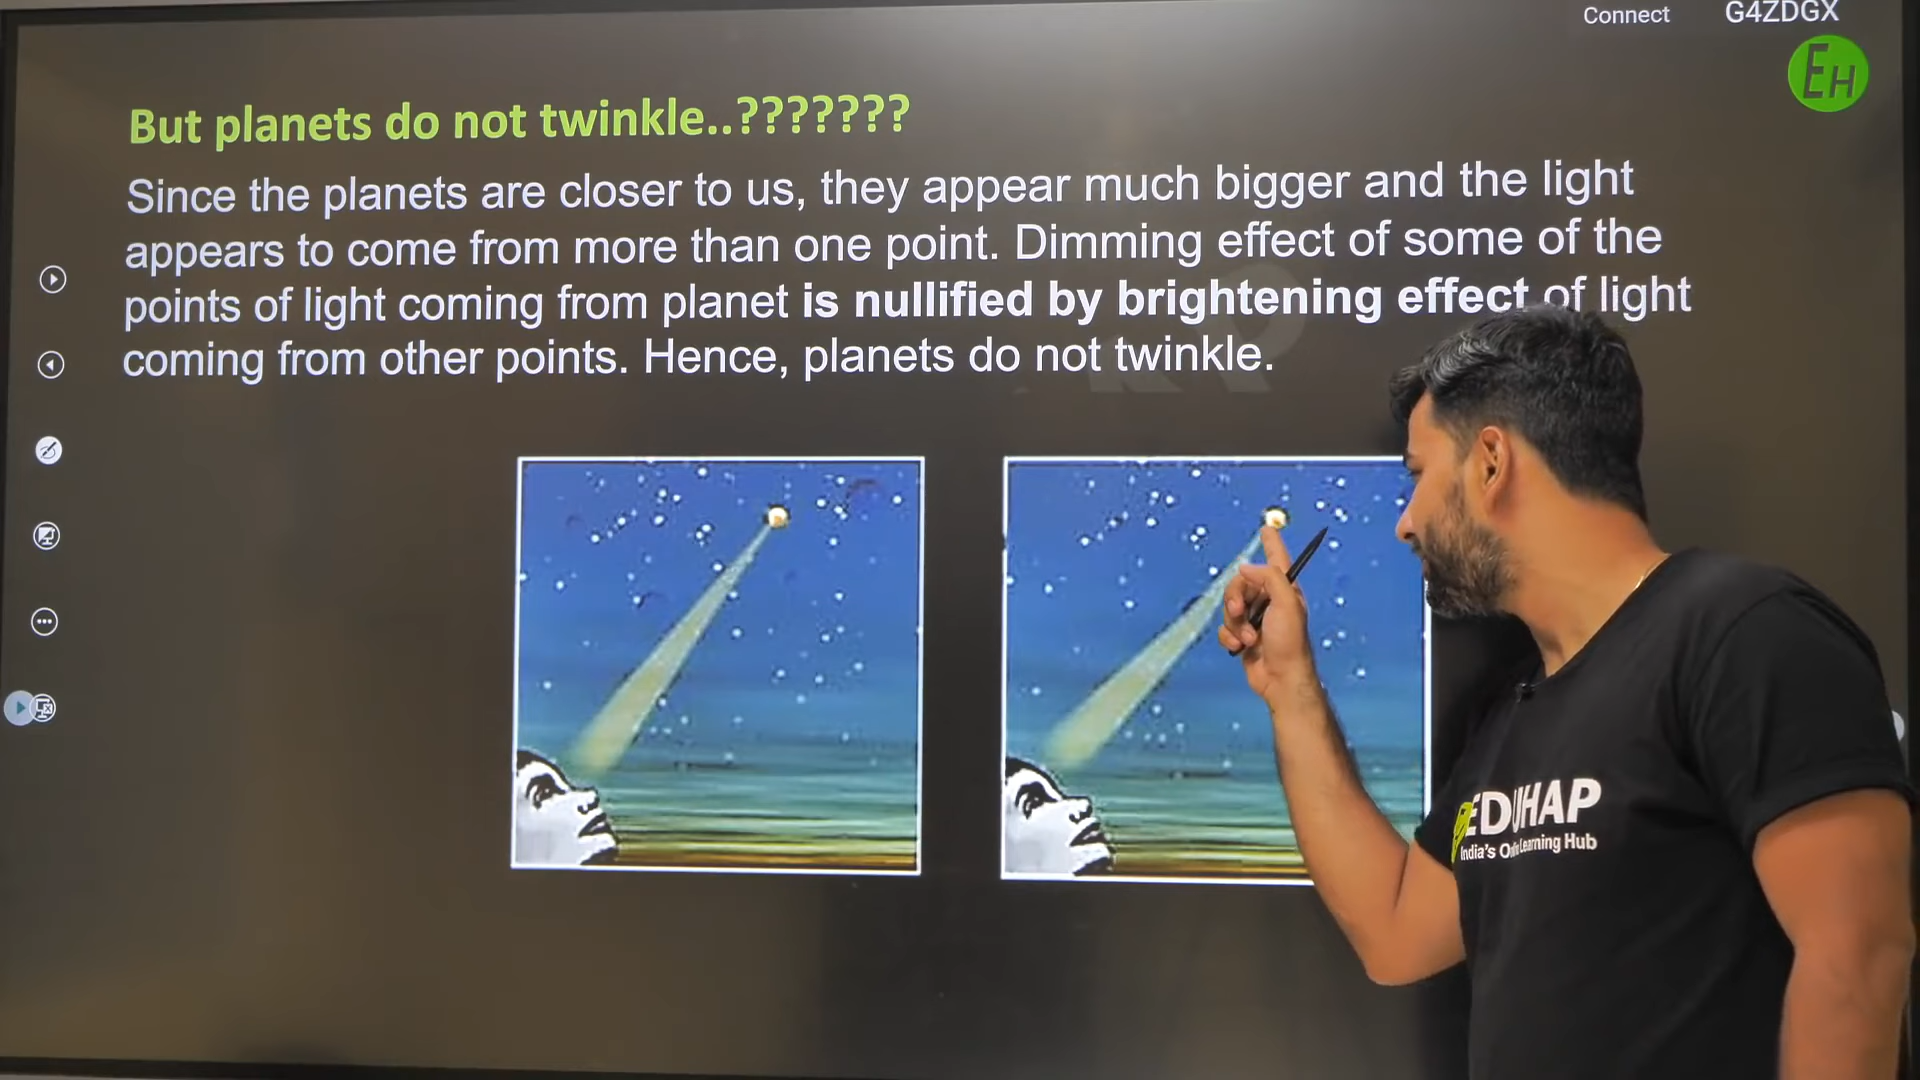 Connect G4ZDGX
EH
But planets do not twinkle..???????
Since the planets are closer to us, they appear much bigger and the light
appears to come from more than one point. Dimming effect of some of the
points of light coming from planet is nullified by brightening effect of light
coming from other points. Hence, planets do not twinkle.
EDUHAP
India's Online Learning Hub